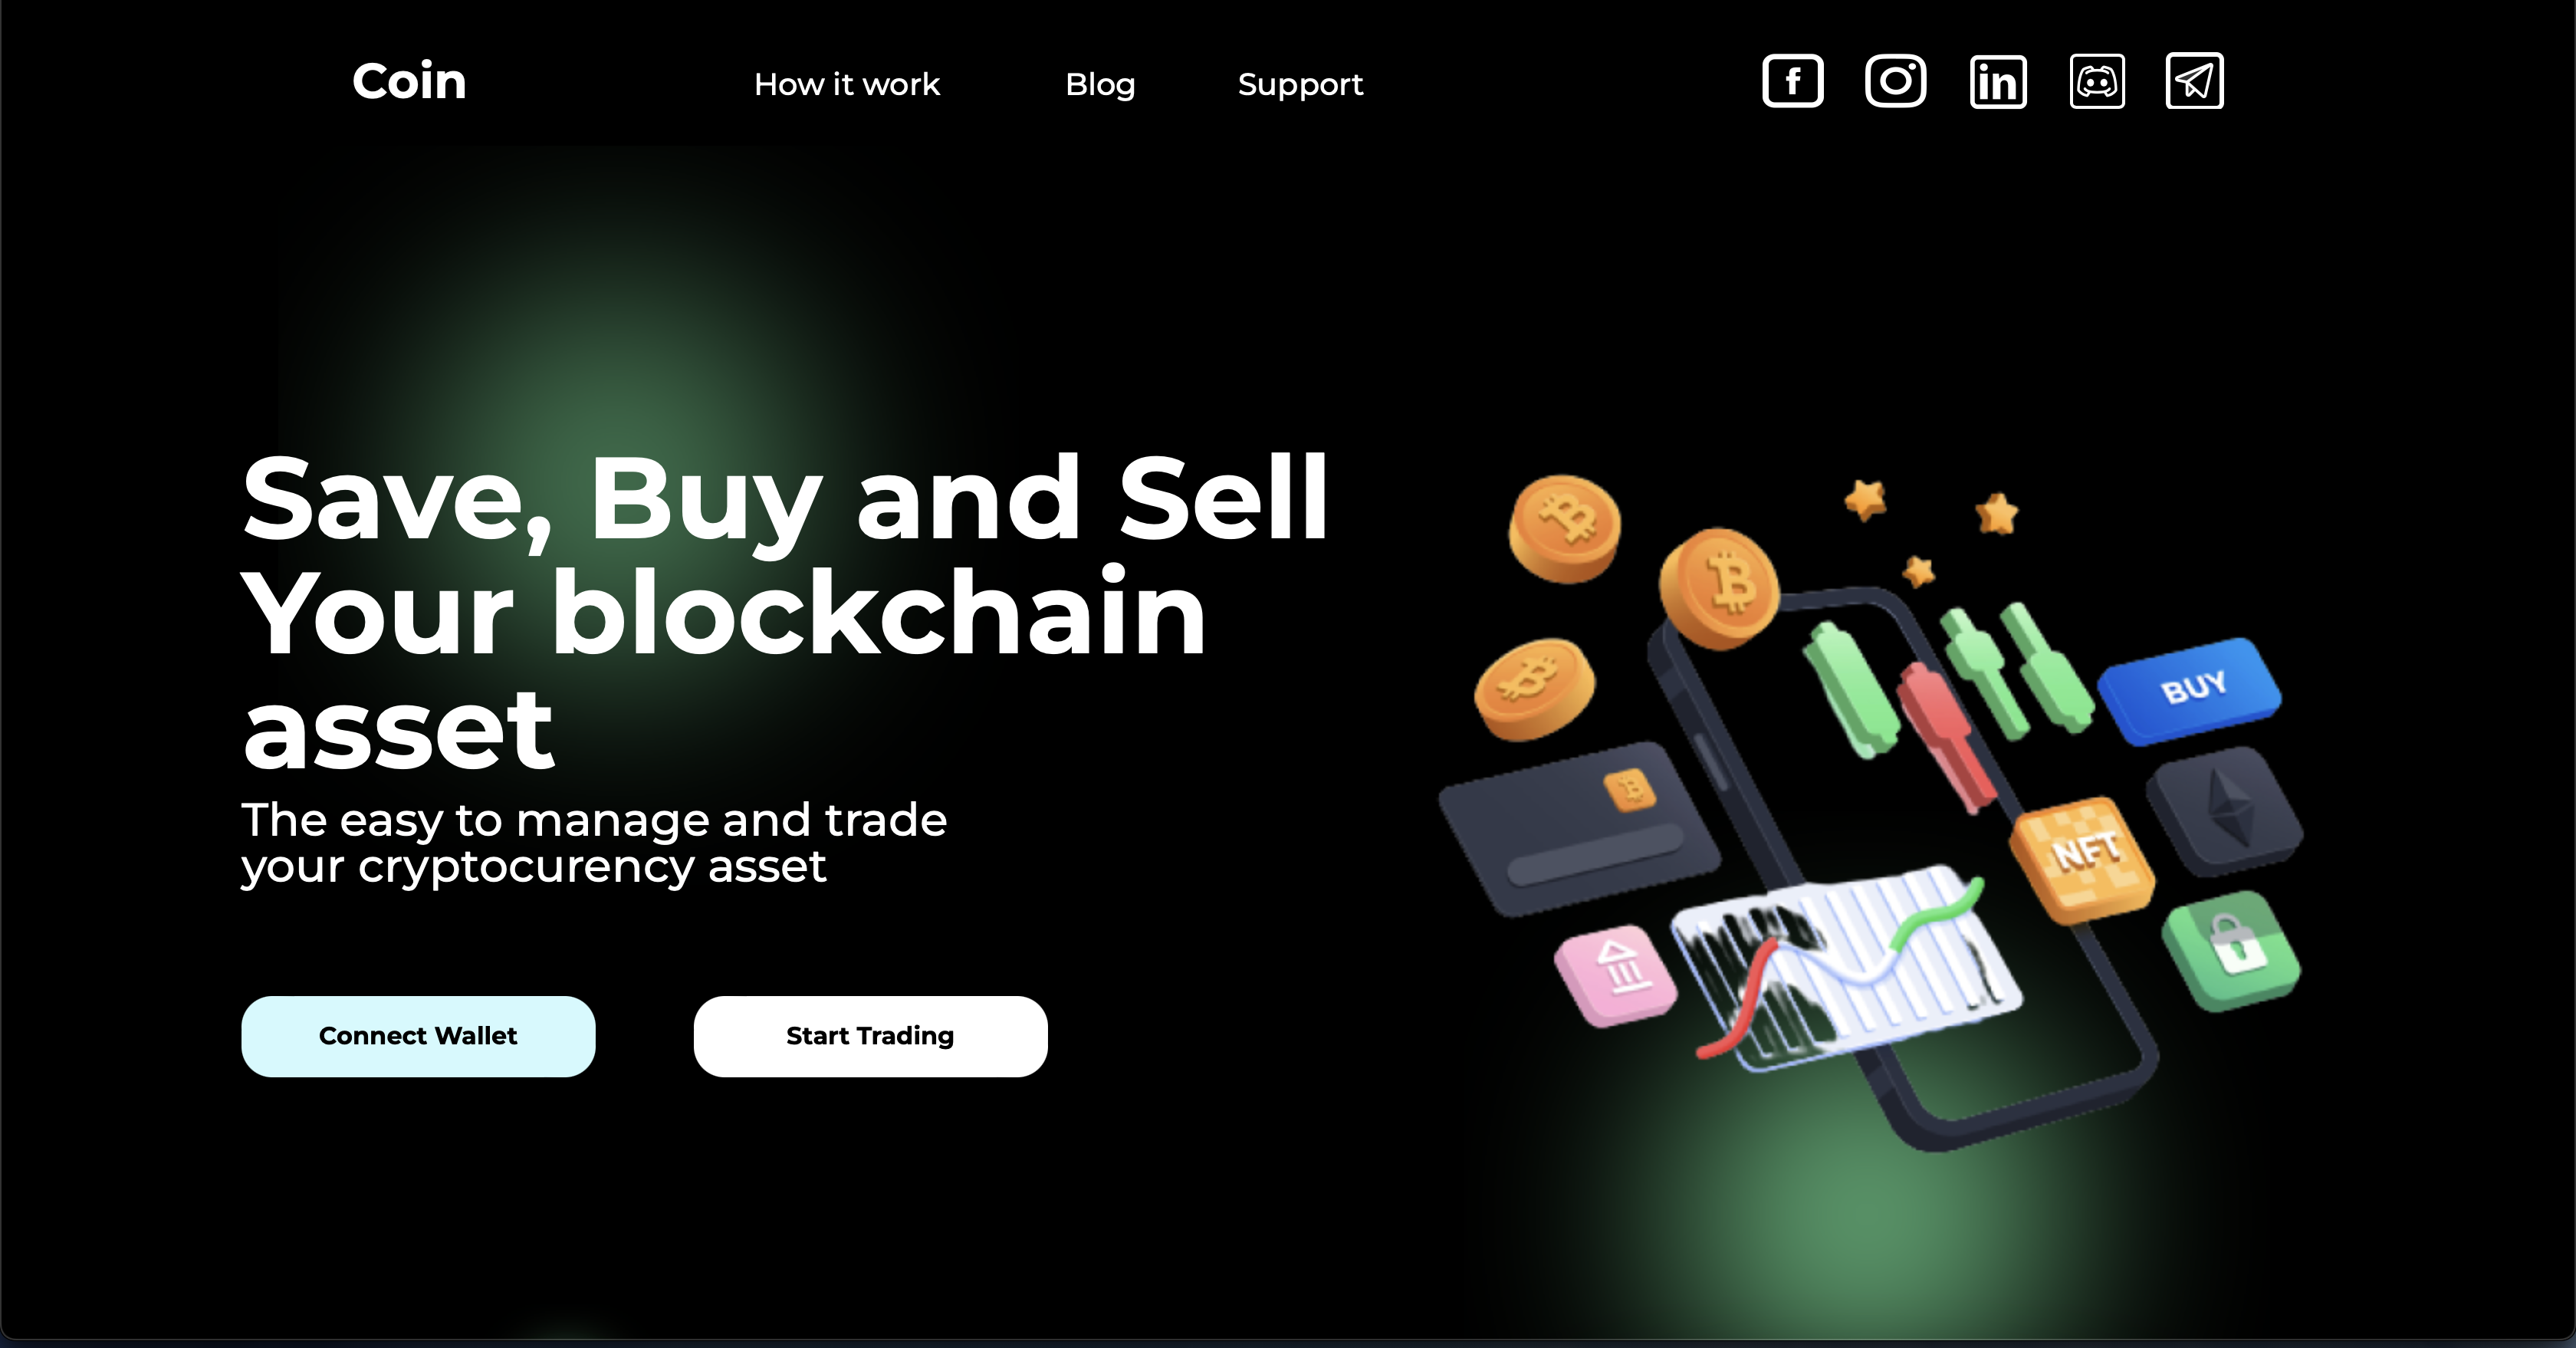 Coin
How it work
Blog
Support
Save, Buy and Sell
Your blockchain
asset
The easy to manage and trade
your cryptocurency asset
Connect Wallet
Start Trading
BUY
NFT